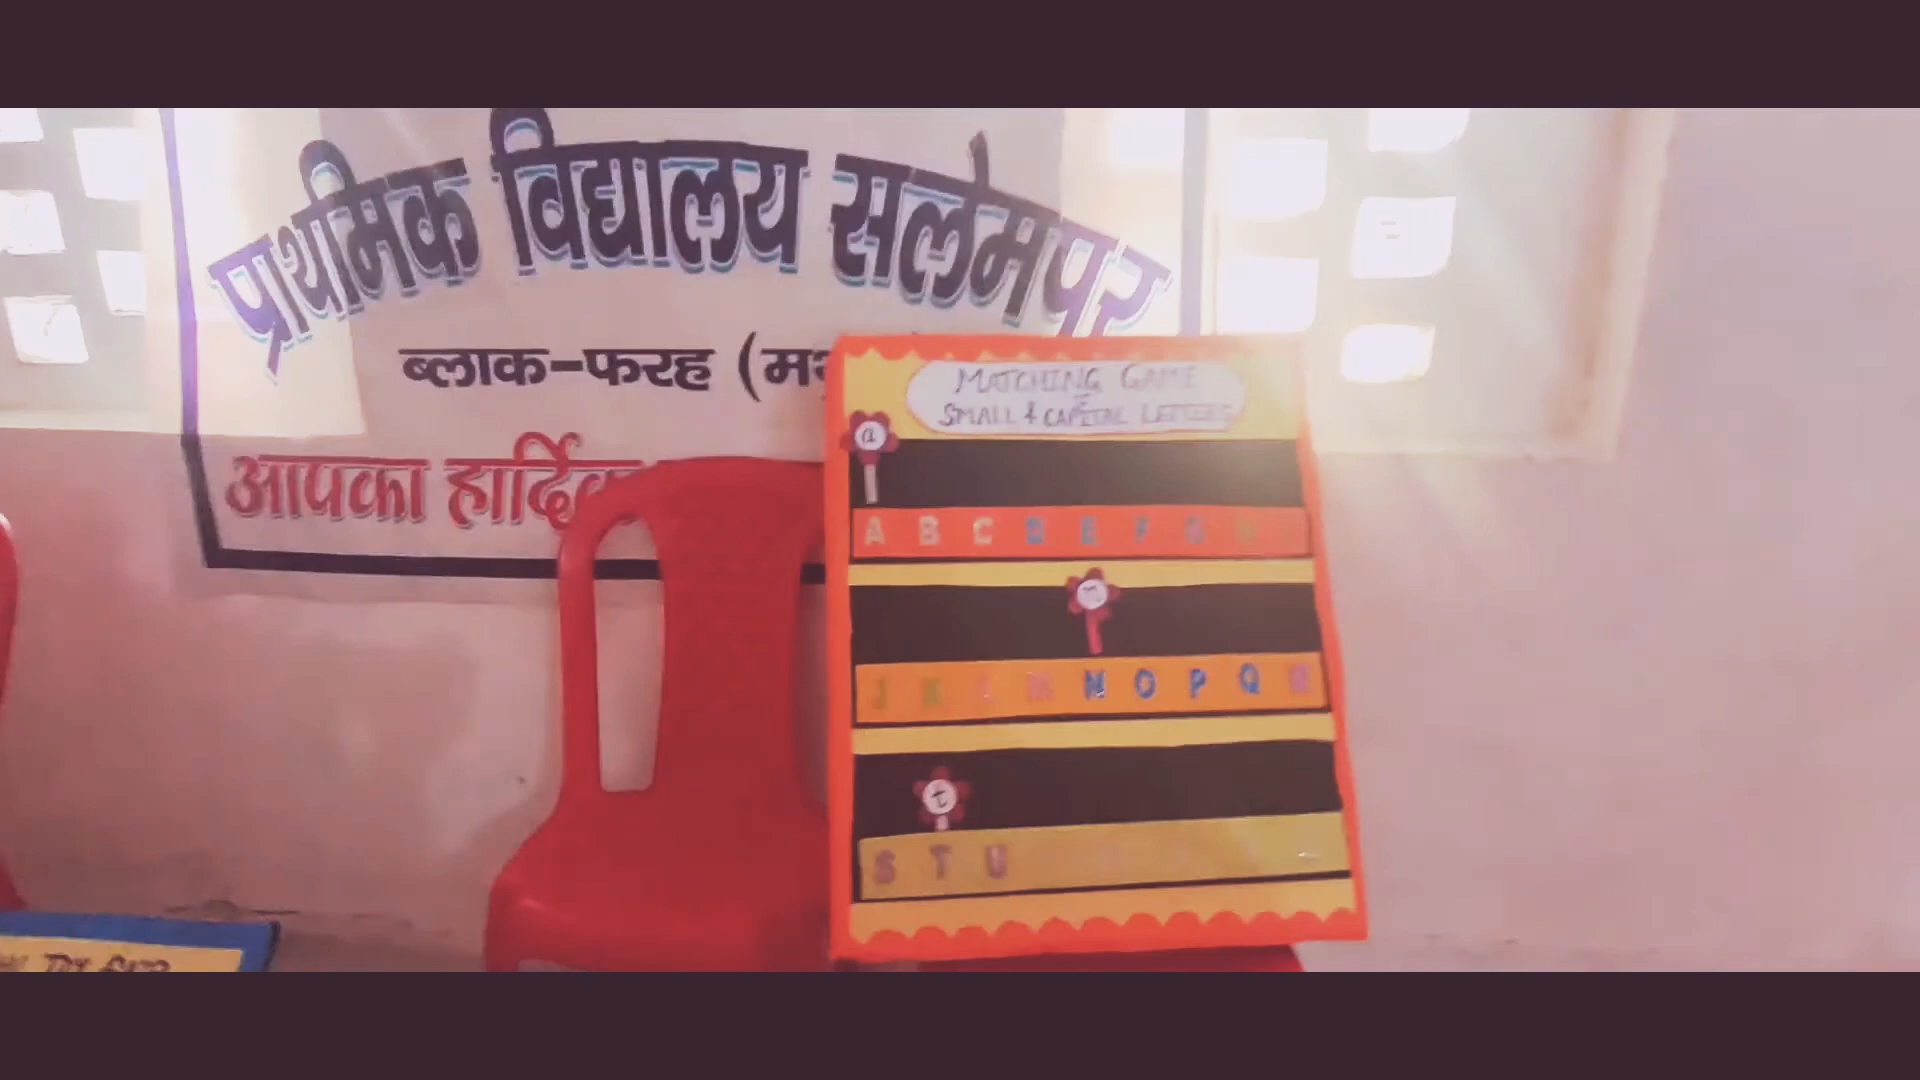 प्राथमिक विद्यालय सलेमपुर
ब्लाक-फरह (म
आपका हार्दिक
MATCHING GAME
SMALL & CAPITAL LETTERS
a
A B C D E F G H
n
J K L M N O P Q R
t
S T U